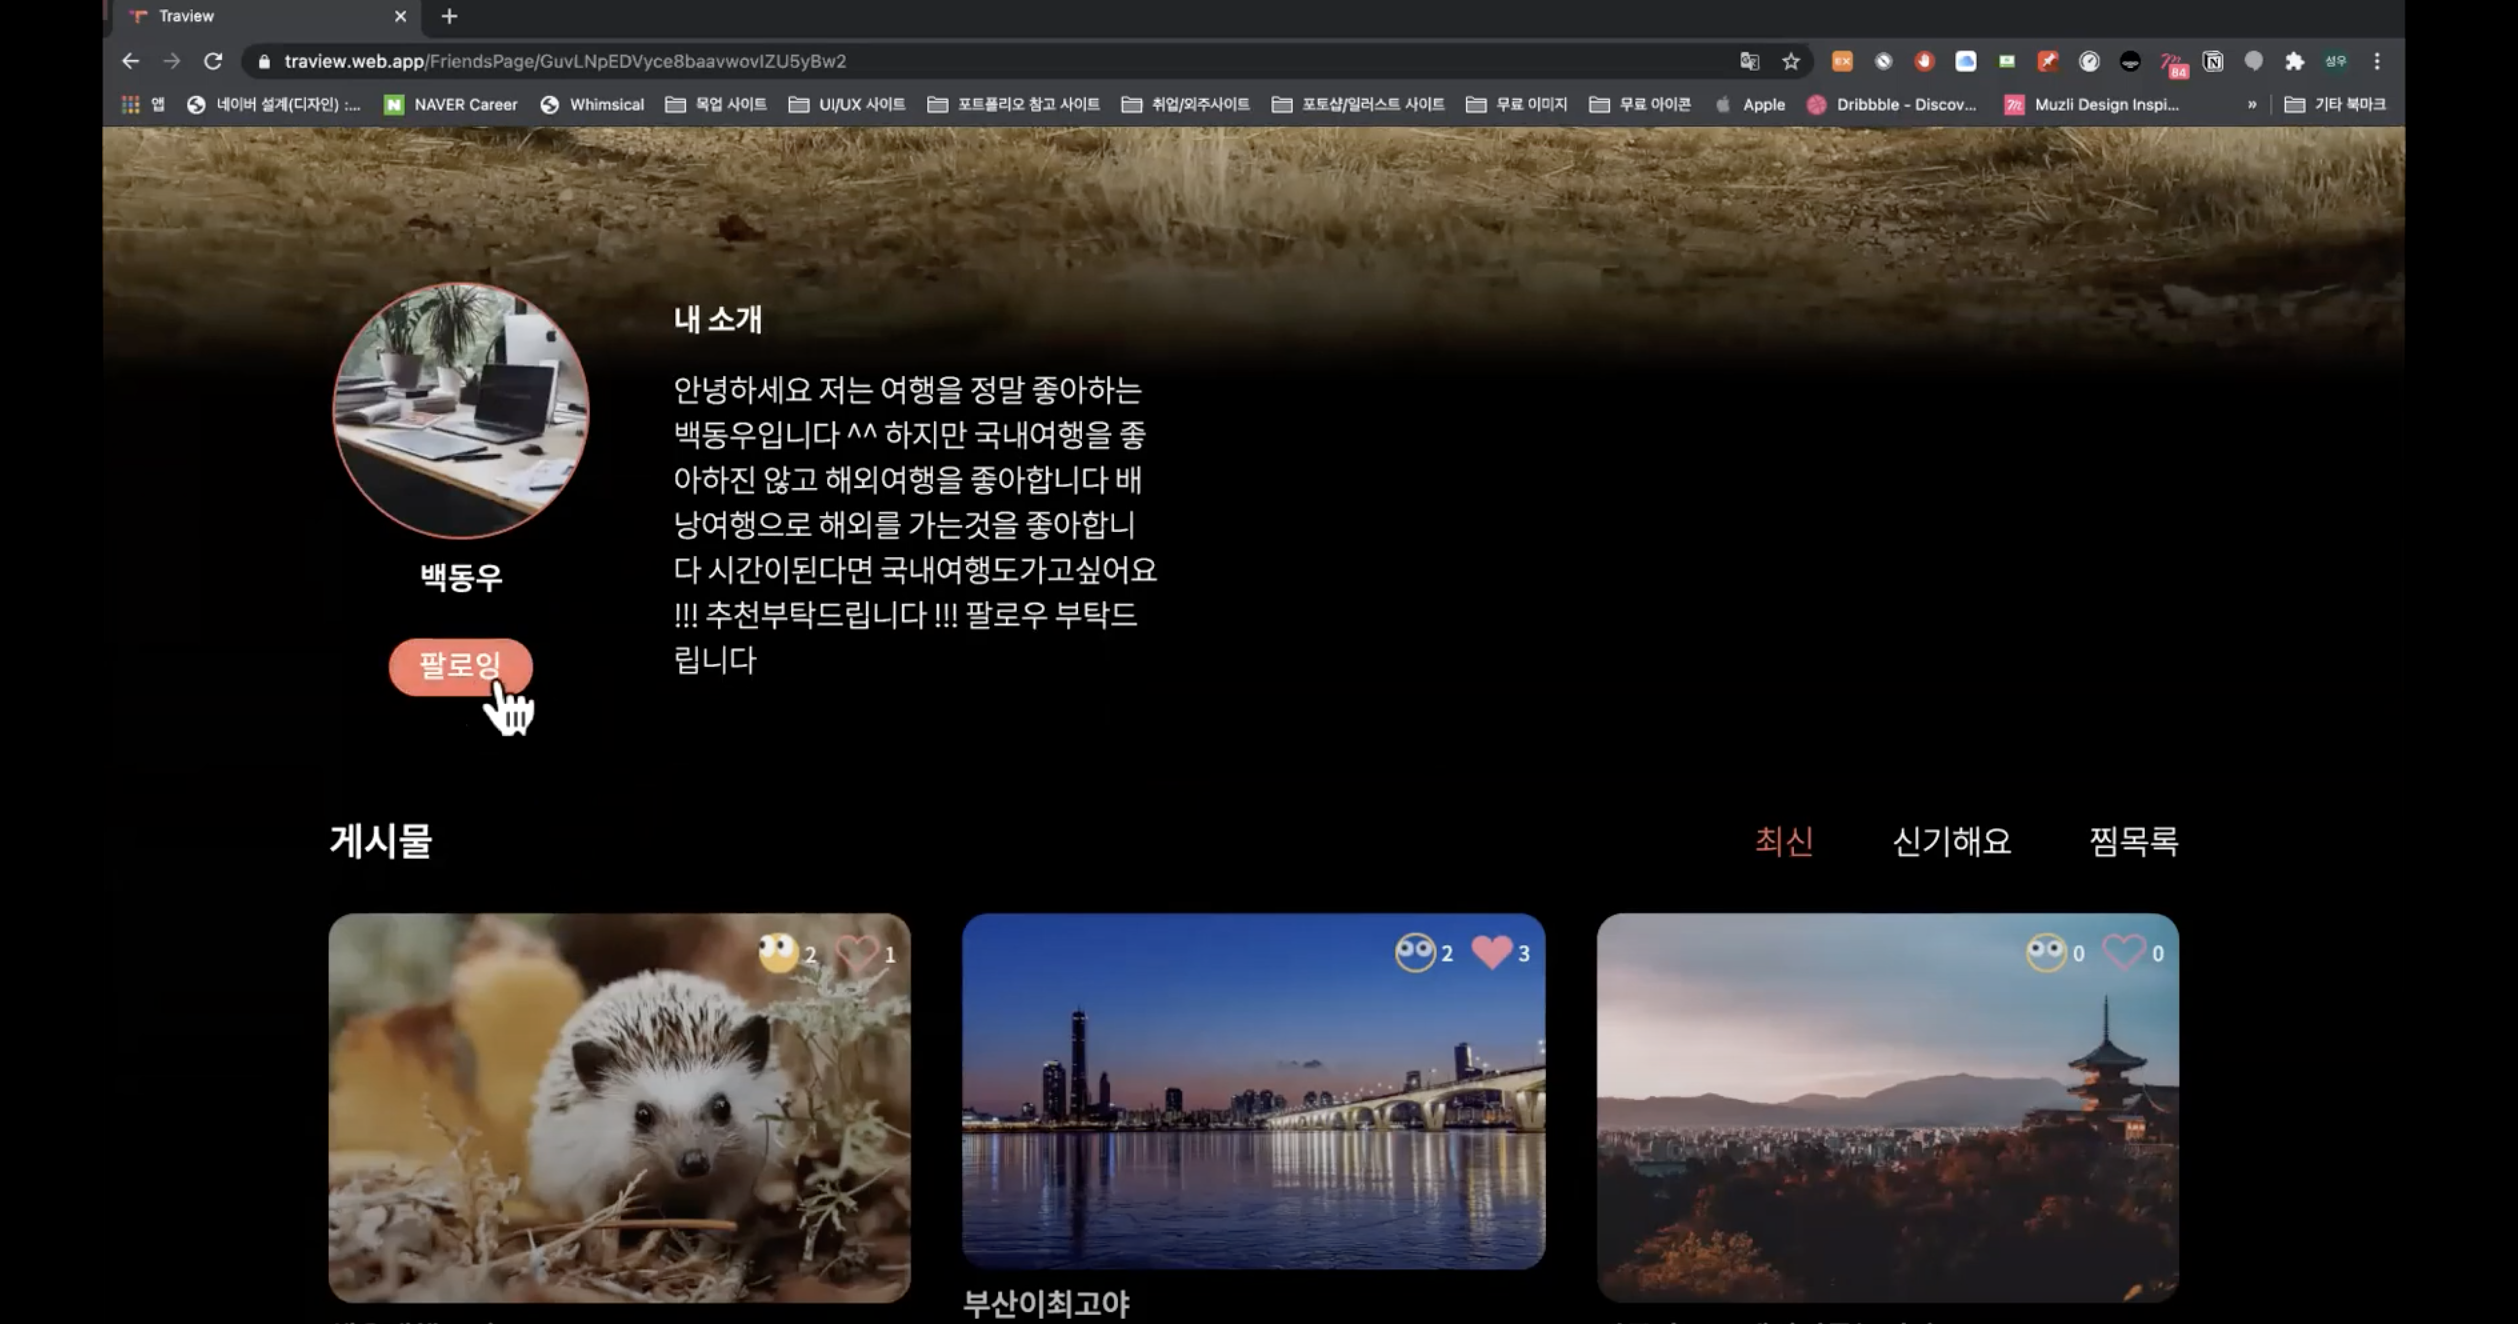 Traview
traview.web.app/FriendsPage/GuvLNpEDVyce8baavwovIZU5yBw2
EX
84
성우
앱
네이버 설계(디자인) :...
NAVER Career
Whimsical
목업 사이트
UI/UX 사이트
포트폴리오 참고 사이트
취업/외주사이트
포토샵/일러스트 사이트
무료 이미지
무료 아이콘
Apple
Dribbble - Discov...
Muzli Design Inspi...
»
기타 북마크
내 소개
안녕하세요 저는 여행을 정말 좋아하는
백동우입니다 ^^ 하지만 국내여행을 좋
아하진 않고 해외여행을 좋아합니다 배
낭여행으로 해외를 가는것을 좋아합니
다 시간이된다면 국내여행도가고싶어요
!!! 추천부탁드립니다 !!! 팔로우 부탁드
립니다
백동우
팔로잉
게시물
최신 신기해요 찜목록
2 1
2 3
0 0
부산이최고야